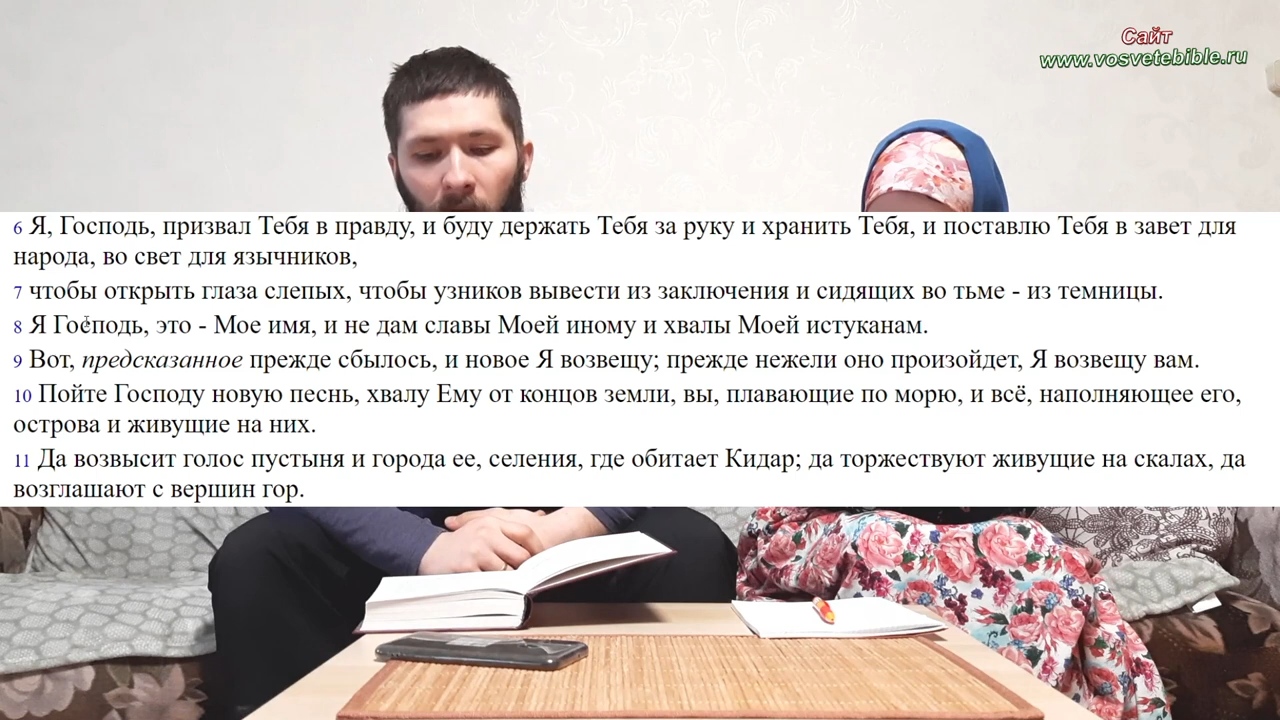 Сайт
www.vosvetebible.ru
6 Я, Господь, призвал Тебя в правду, и буду держать Тебя за руку и хранить Тебя, и поставлю Тебя в завет для
народа, во свет для язычников,
7 чтобы открыть глаза слепых, чтобы узников вывести из заключения и сидящих во тьме - из темницы.
8 Я Господь, это - Мое имя, и не дам славы Моей иному и хвалы Моей истуканам.
9 Вот, предсказанное прежде сбылось, и новое Я возвещу; прежде нежели оно произойдет, Я возвещу вам.
10 Пойте Господу новую песнь, хвалу Ему от концов земли, вы, плавающие по морю, и всё, наполняющее его,
острова и живущие на них.
11 Да возвысит голос пустыня и города ее, селения, где обитает Кидар; да торжествуют живущие на скалах, да
возглашают с вершин гор.